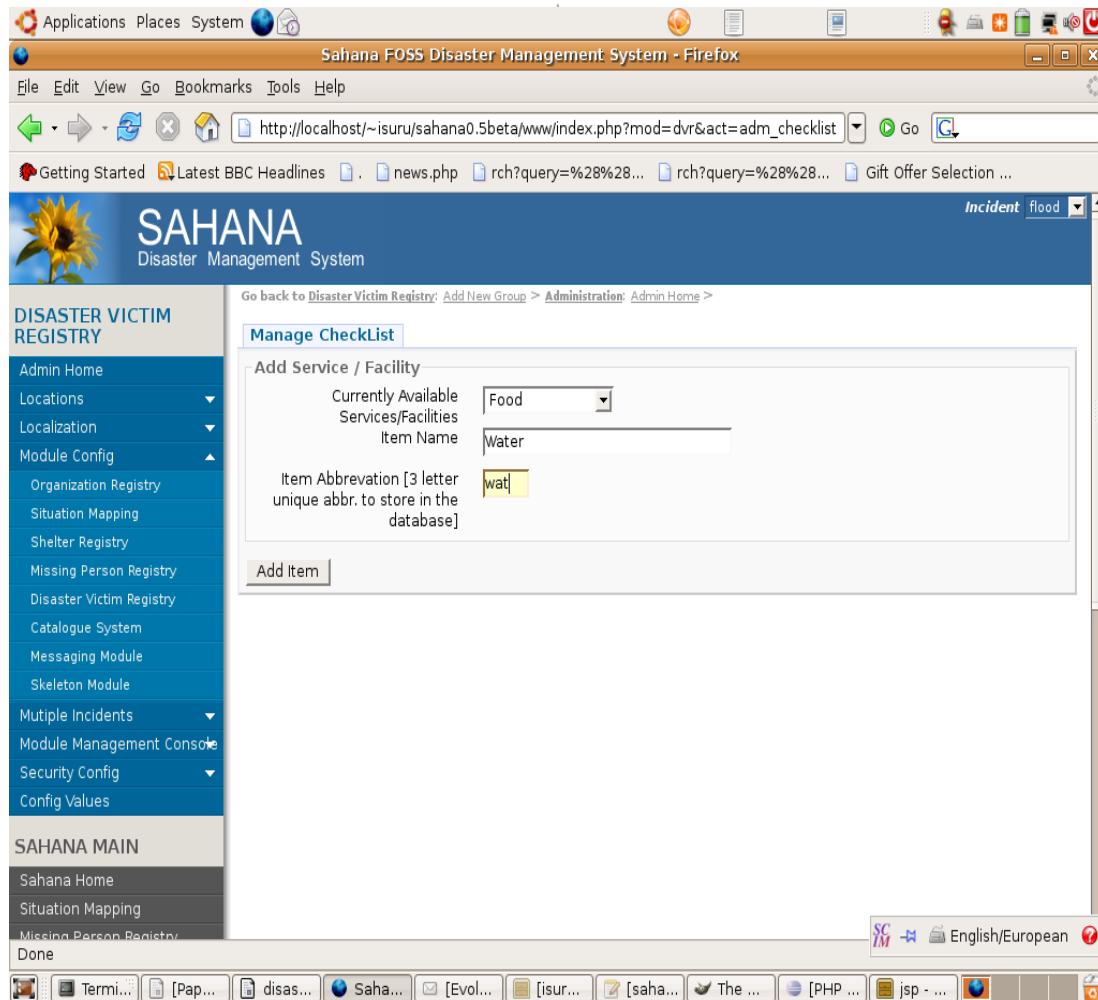 Applications Places System
Sahana FOSS Disaster Management System - Firefox
File Edit View Go Bookmarks Tools Help
http://localhost/~isuru/sahana0.5beta/www/index.php?mod=dvr&act=adm_checklist Go G
Getting Started Latest BBC Headlines . news.php rch?query=%28%28... rch?query=%28%28... Gift Offer Selection ...
Incident flood
SAHANA
Disaster Management System
Go back to Disaster Victim Registry: Add New Group > Administration: Admin Home >
DISASTER VICTIM
REGISTRY
Admin Home
Locations
Localization
Module Config
Organization Registry
Situation Mapping
Shelter Registry
Missing Person Registry
Disaster Victim Registry
Catalogue System
Messaging Module
Skeleton Module
Mutiple Incidents
Module Management Console
Security Config
Config Values
SAHANA MAIN
Sahana Home
Situation Mapping
Missing Person Registry
Manage CheckList
Add Service / Facility
Currently Available
Services/Facilities
Food
Item Name
Water
Item Abbrevation [3 letter
unique abbr. to store in the
database]
wat
Add Item
SCIM English/European
Done
Termi... [Pap... disas... Saha... [Evol... [isur... [saha... The ... [PHP ... jsp - ...